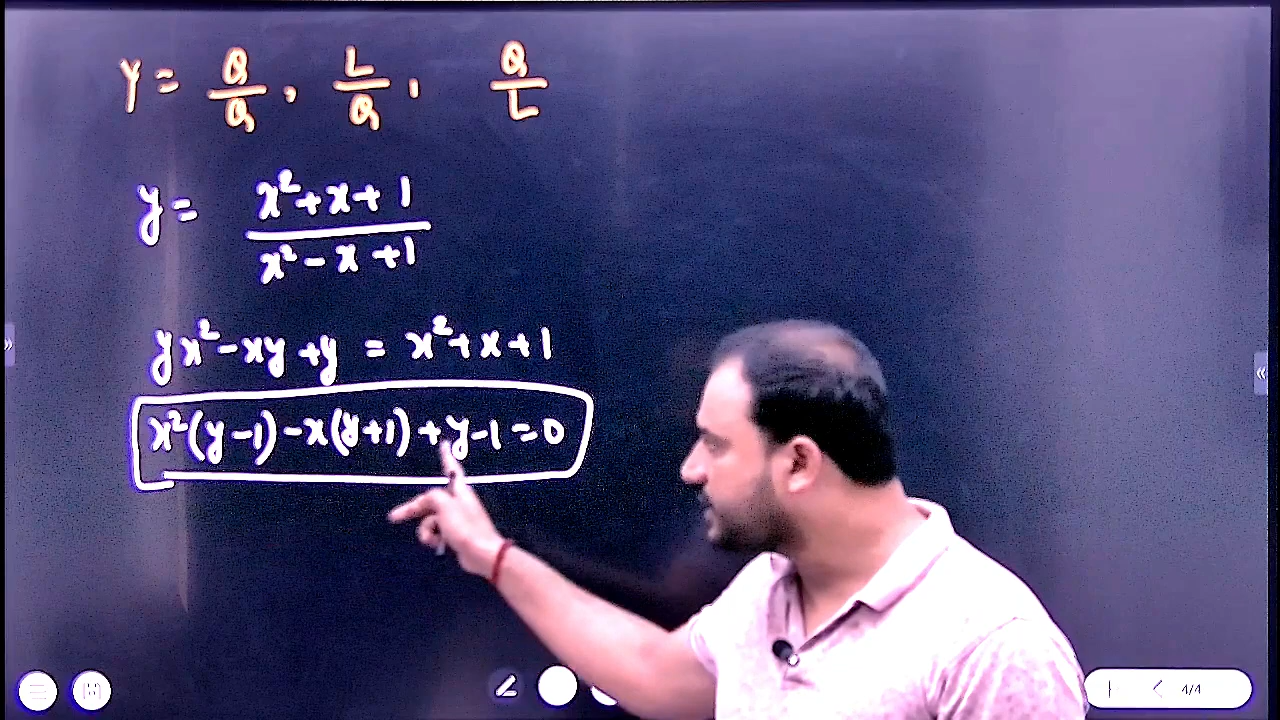 y = Q/Q, L/Q, Q/L
y = x²+x+1 / x²-x+1
yx²-xy+y = x²+x+1
x²(y-1)-x(y+1)+y-1=0
4/4